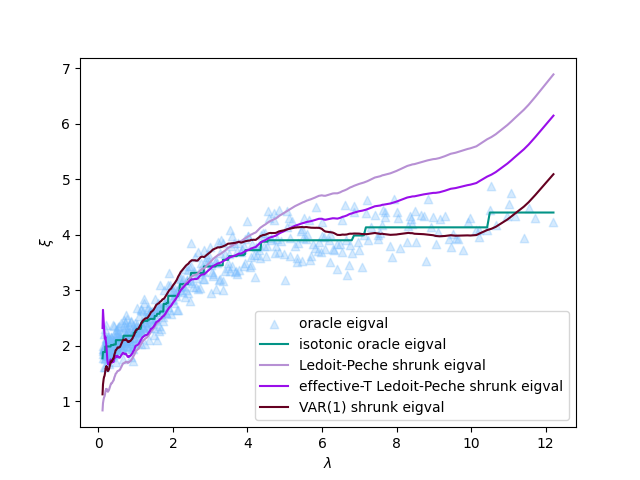 7
6
5
4
3
2
1
ξ
oracle eigval
isotonic oracle eigval
Ledoit-Peche shrunk eigval
effective-T Ledoit-Peche shrunk eigval
VAR(1) shrunk eigval
0 2 4 6 8 10 12
λ